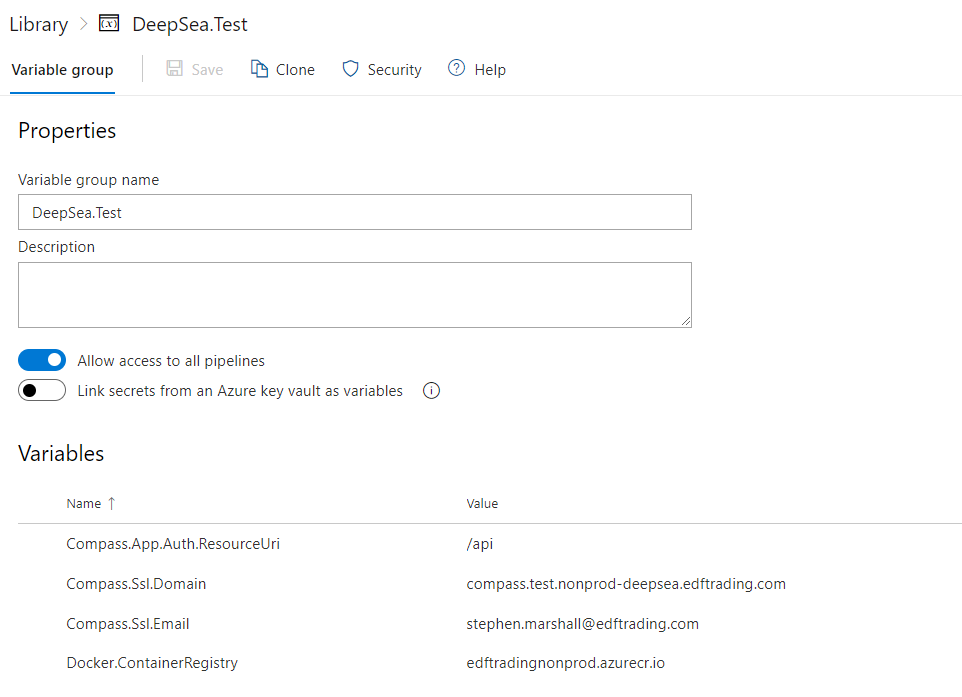 Library > DeepSea.Test
Variable group Save Clone Security Help
Properties
Variable group name
DeepSea.Test
Description
Allow access to all pipelines
Link secrets from an Azure key vault as variables
Variables
Name ↑ Value
Compass.App.Auth.ResourceUri /api
Compass.Ssl.Domain compass.test.nonprod-deepsea.edftrading.com
Compass.Ssl.Email stephen.marshall@edftrading.com
Docker.ContainerRegistry edftradingnonprod.azurecr.io